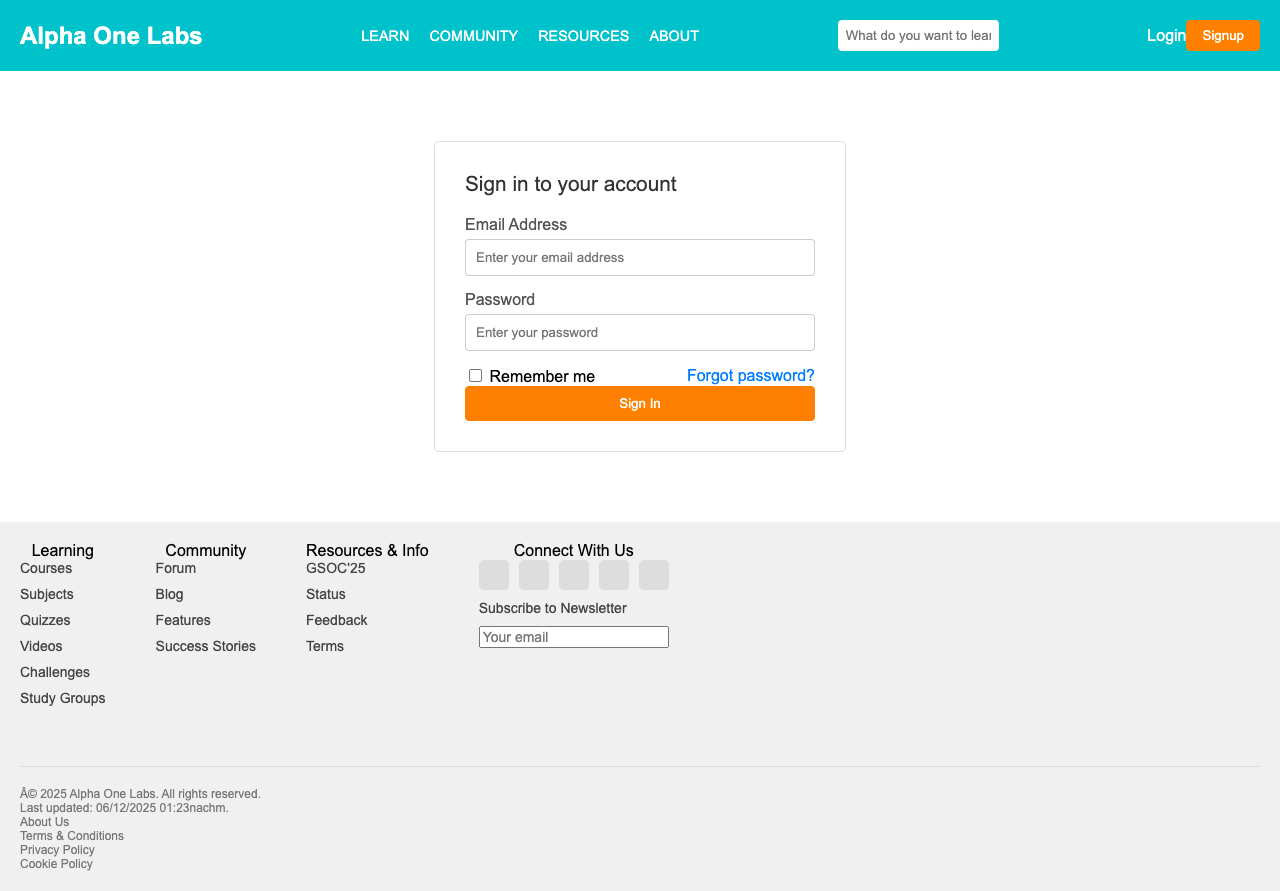 Alpha One Labs
LEARN COMMUNITY RESOURCES ABOUT
What do you want to lear
Login Signup
Sign in to your account
Email Address
Enter your email address
Password
Enter your password
Remember me Forgot password?
Sign In
Learning
Courses
Subjects
Quizzes
Videos
Challenges
Study Groups
Community
Forum
Blog
Features
Success Stories
Resources & Info
GSOC'25
Status
Feedback
Terms
Connect With Us
Subscribe to Newsletter
Your email
Â© 2025 Alpha One Labs. All rights reserved.
Last updated: 06/12/2025 01:23nachm.
About Us
Terms & Conditions
Privacy Policy
Cookie Policy